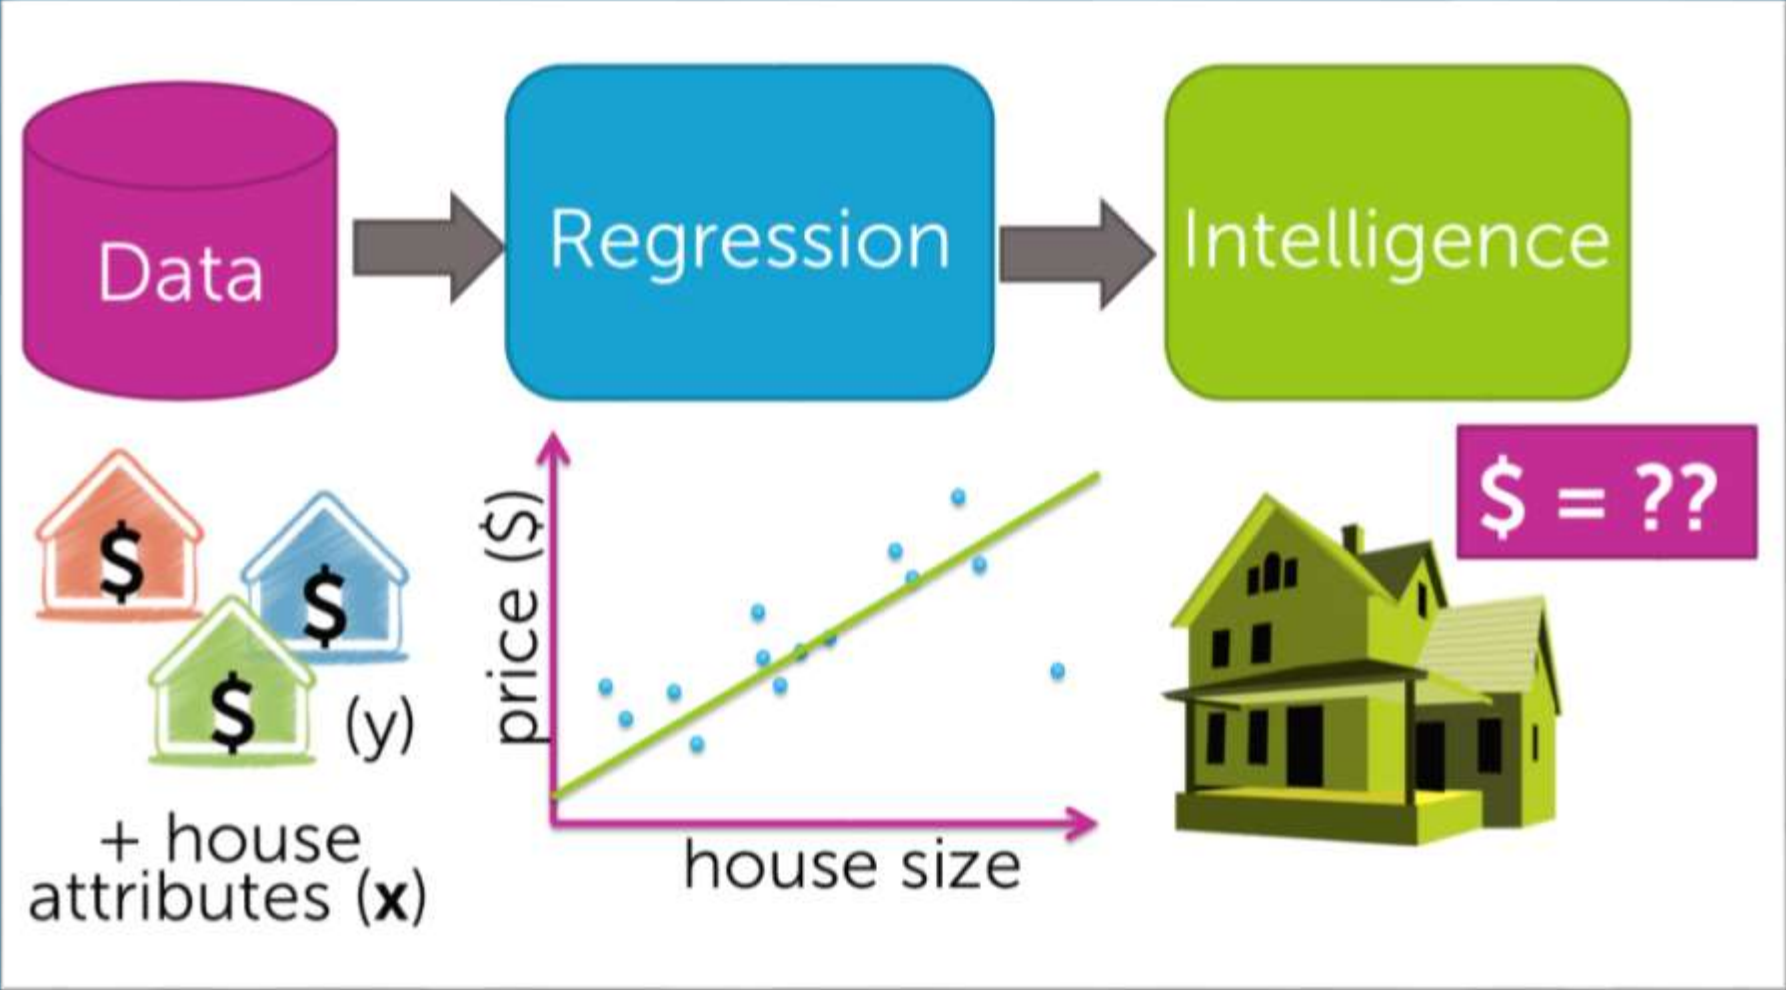 Data
Regression
Intelligence
$
$
$
(y)
+ house
attributes (x)
price ($)
house size
$ = ??